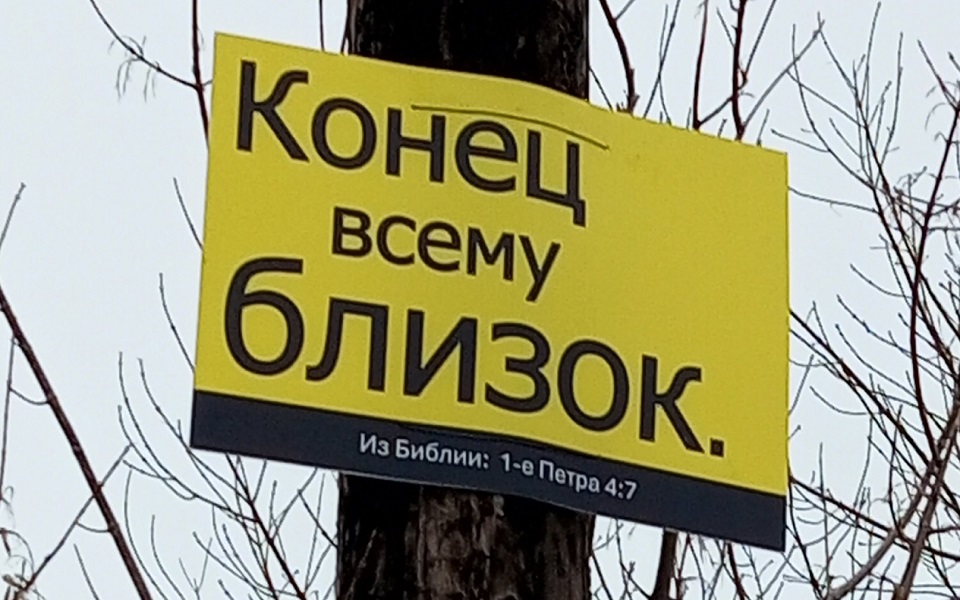 Конец
всему
близок.
Из Библии: 1-е Петра 4:7